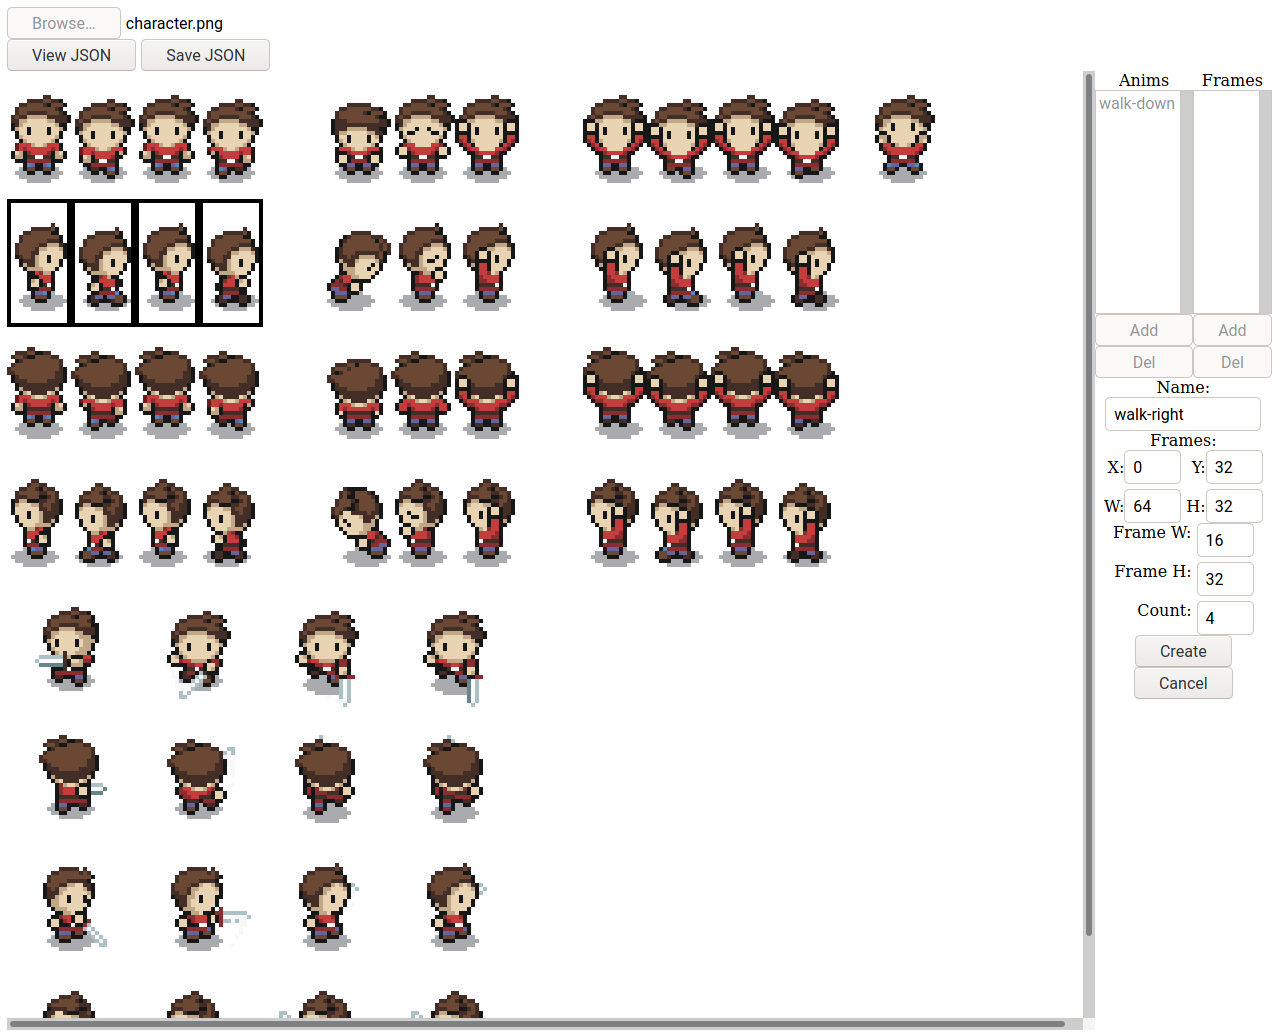 Browse... character.png
View JSON Save JSON
Anims Frames
walk-down
Add Add
Del Del
Name:
walk-right
Frames:
X: 0 Y: 32
W: 64 H: 32
Frame W: 16
Frame H: 32
Count: 4
Create
Cancel